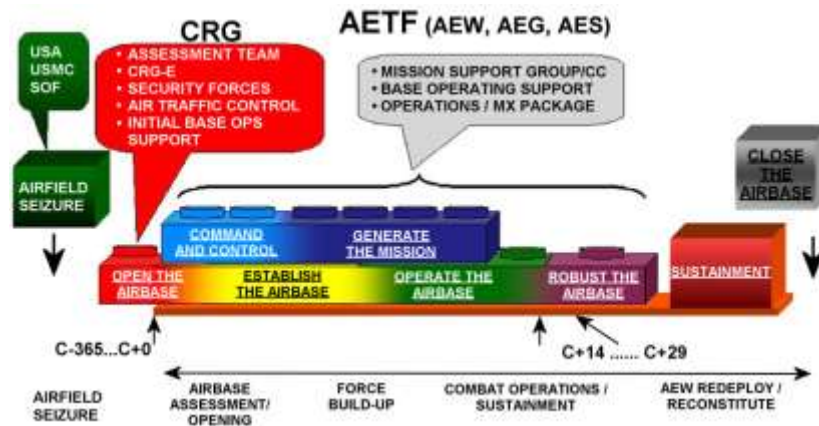 CRG
AETF (AEW, AEG, AES)
USA
USMC
SOF
• ASSESSMENT TEAM
• CRG-E
• SECURITY FORCES
• AIR TRAFFIC CONTROL
• INITIAL BASE OPS
SUPPORT
• MISSION SUPPORT GROUP/CC
• BASE OPERATING SUPPORT
• OPERATIONS / MX PACKAGE
AIRFIELD
SEIZURE
CLOSE
THE
AIRBASE
COMMAND
AND CONTROL
GENERATE
THE MISSION
OPEN THE
AIRBASE
ESTABLISH
THE AIRBASE
OPERATE THE
AIRBASE
ROBUST THE
AIRBASE
SUSTAINMENT
C-365...C+0
C+14 ...... C+29
AIRFIELD
SEIZURE
AIRBASE
ASSESSMENT/
OPENING
FORCE
BUILD-UP
COMBAT OPERATIONS /
SUSTAINMENT
AEW REDEPLOY /
RECONSTITUTE